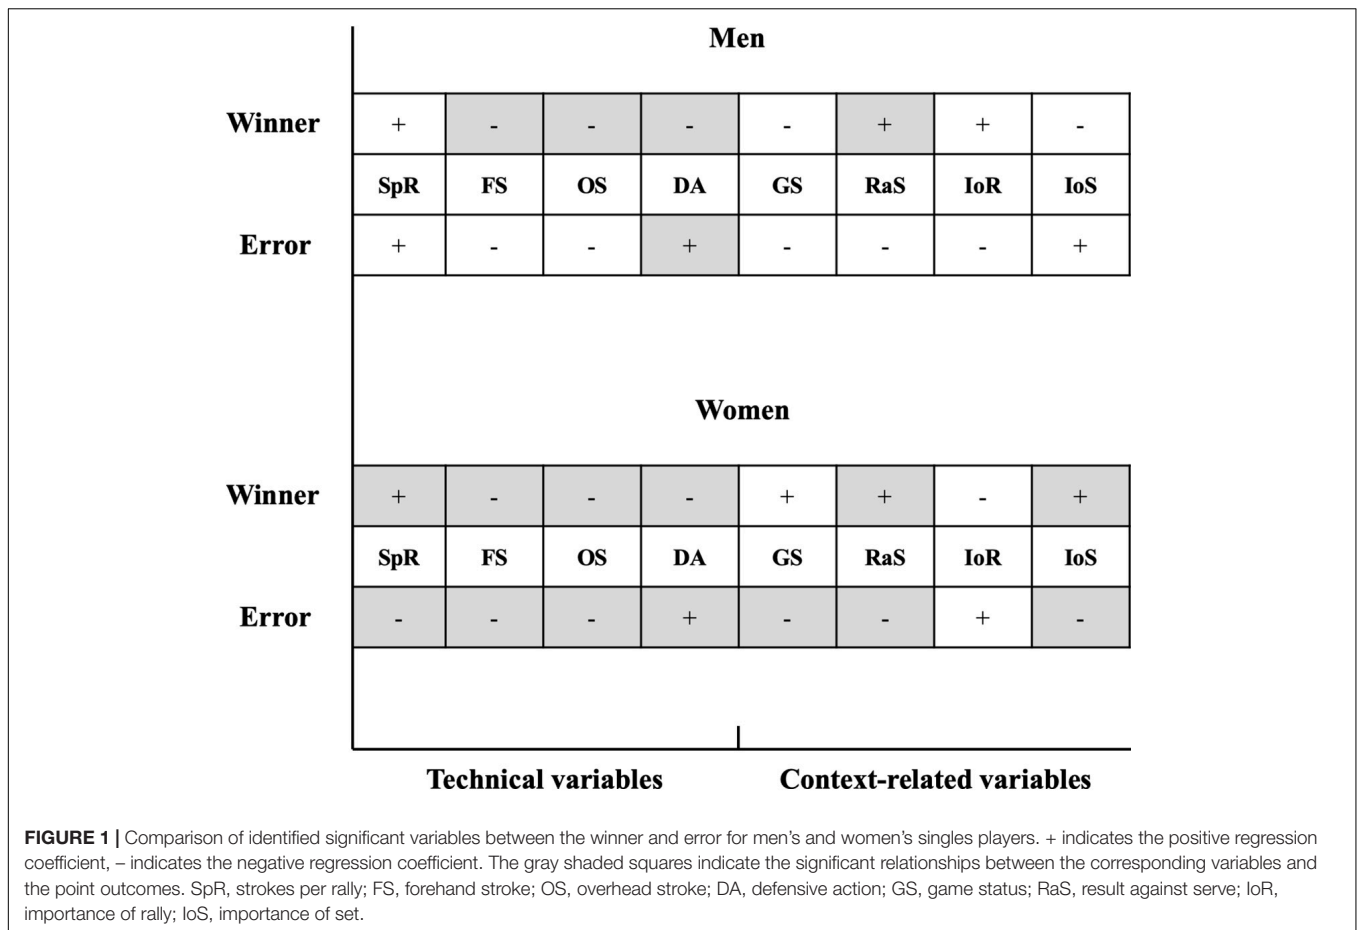 Men
Winner + - - - - + + -
SpR FS OS DA GS RaS IoR IoS
Error + - - + - - - +
Women
Winner + - - - + + - +
SpR FS OS DA GS RaS IoR IoS
Error - - - + - - + -
Technical variables Context-related variables
FIGURE 1 | Comparison of identified significant variables between the winner and error for men's and women's singles players. + indicates the positive regression
coefficient, – indicates the negative regression coefficient. The gray shaded squares indicate the significant relationships between the corresponding variables and
the point outcomes. SpR, strokes per rally; FS, forehand stroke; OS, overhead stroke; DA, defensive action; GS, game status; RaS, result against serve; IoR,
importance of rally; IoS, importance of set.